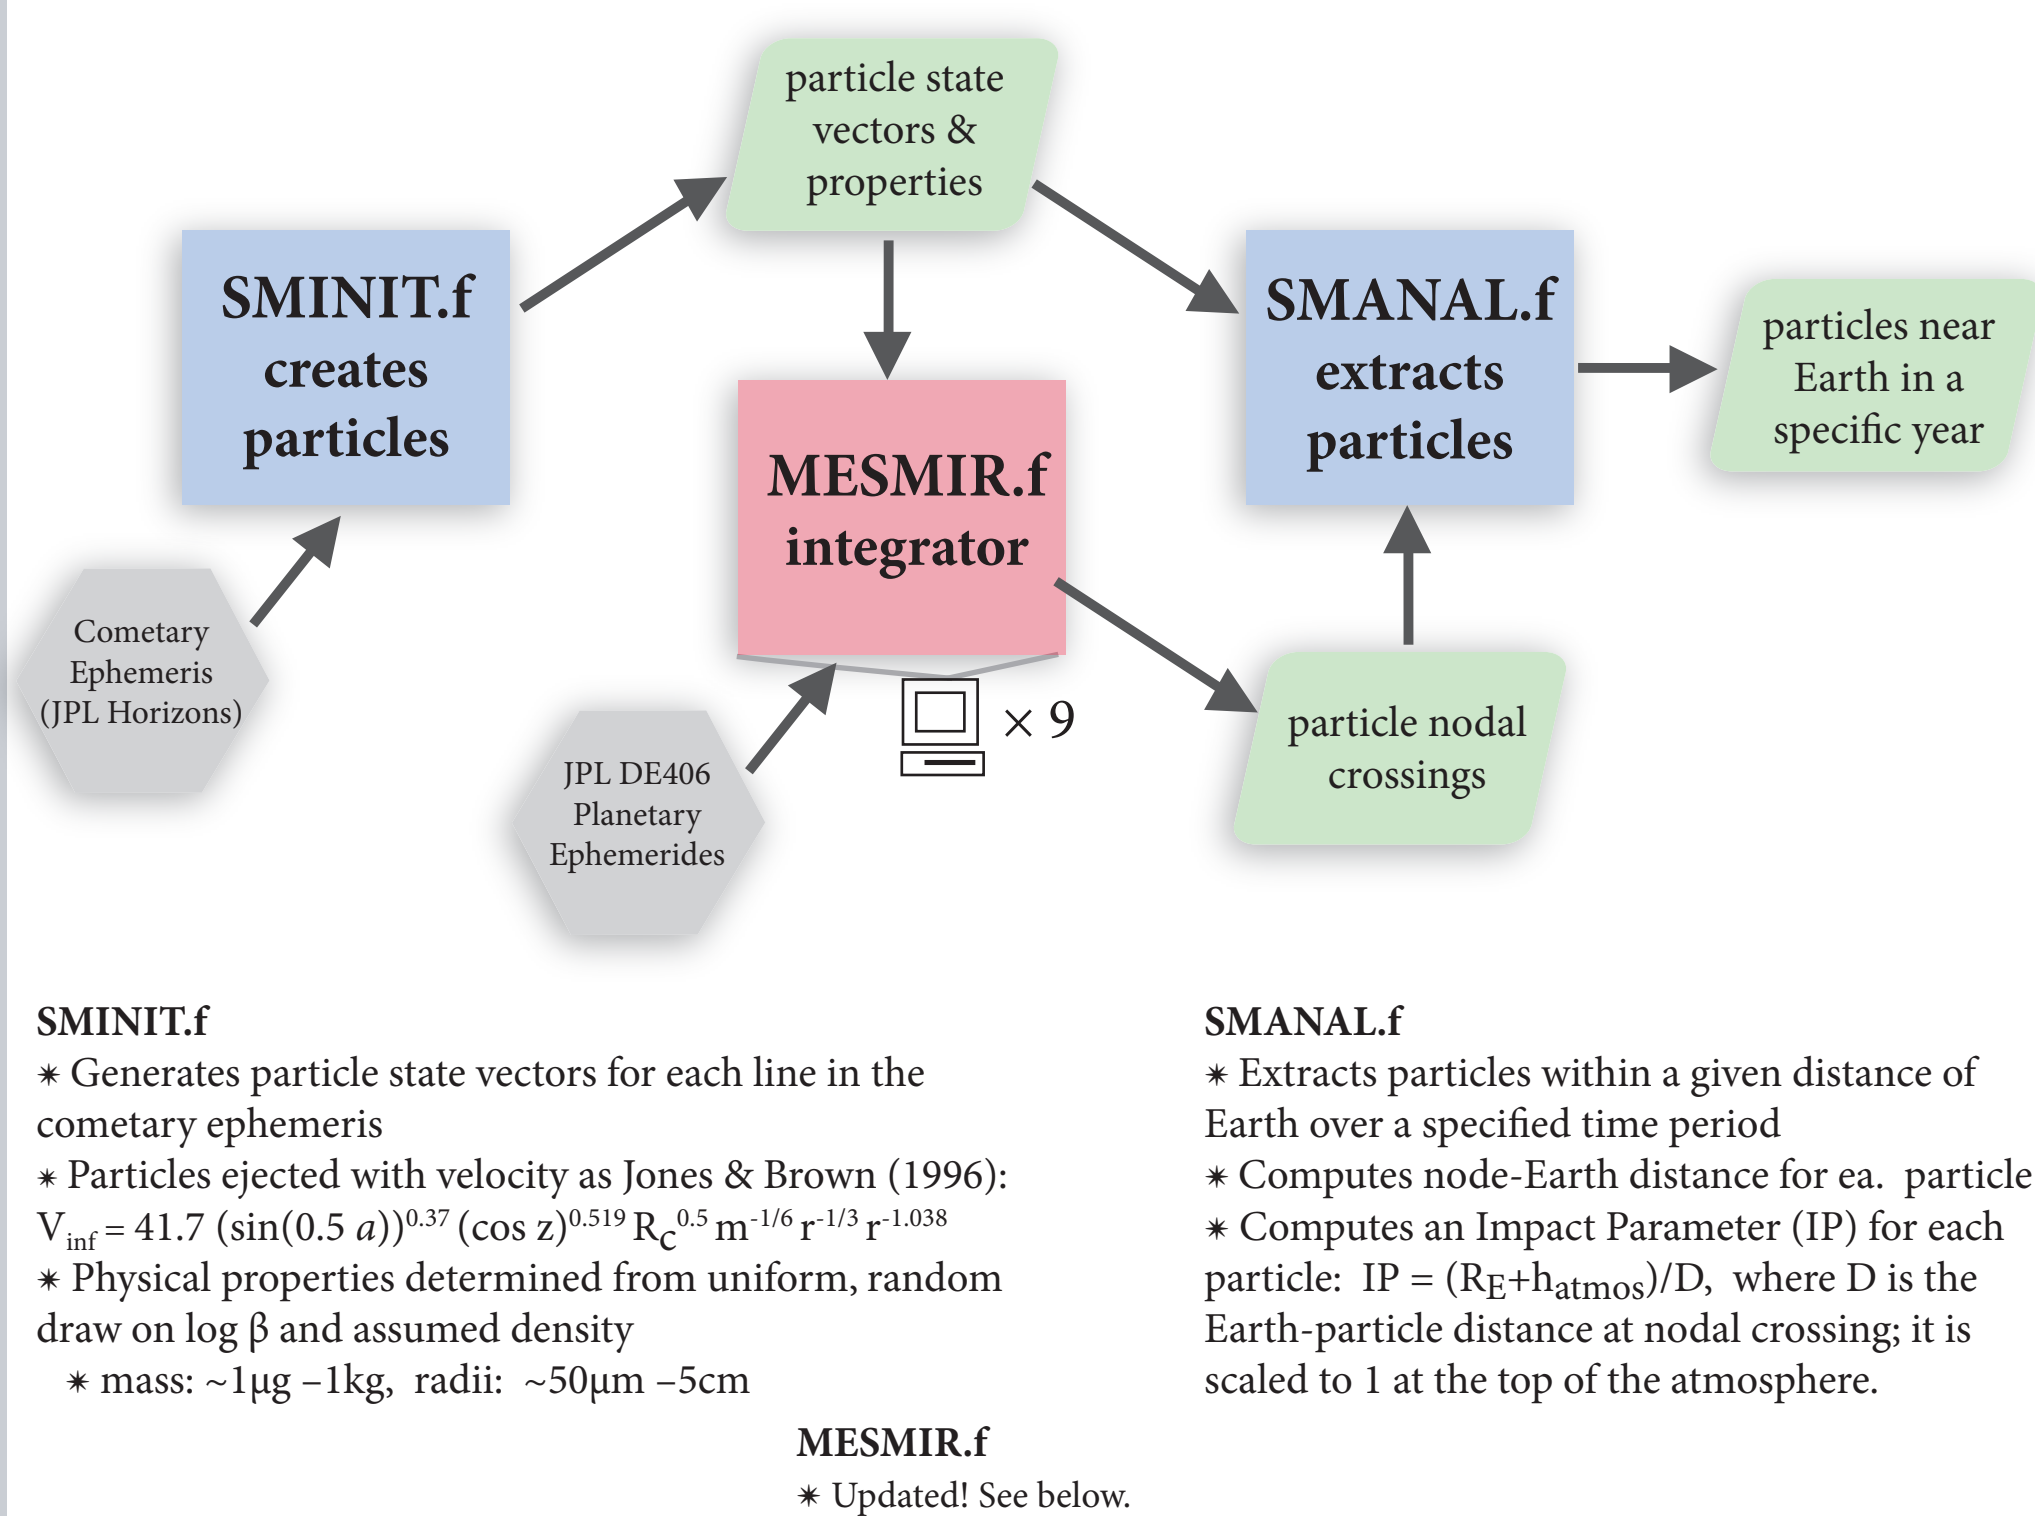 particle state
vectors &
properties
SMINIT.f
creates
particles
SMANAL.f
extracts
particles
particles near
Earth in a
specific year
MESMIR.f
integrator
Cometary
Ephemeris
(JPL Horizons)
× 9
JPL DE406
Planetary
Ephemerides
particle nodal
crossings
SMINIT.f
✴ Generates particle state vectors for each line in the
cometary ephemeris
✴ Particles ejected with velocity as Jones & Brown (1996):
V_inf = 41.7 (sin(0.5 a))^0.37 (cos z)^0.519 R_C^0.5 m^-1/6 r^-1/3 r^-1.038
✴ Physical properties determined from uniform, random
draw on log β and assumed density
✴ mass: ~1μg –1kg, radii: ~50μm –5cm
SMANAL.f
✴ Extracts particles within a given distance of
Earth over a specified time period
✴ Computes node-Earth distance for ea. particle
✴ Computes an Impact Parameter (IP) for each
particle: IP = (R_E+h_atmos)/D, where D is the
Earth-particle distance at nodal crossing; it is
scaled to 1 at the top of the atmosphere.
MESMIR.f
✴ Updated! See below.